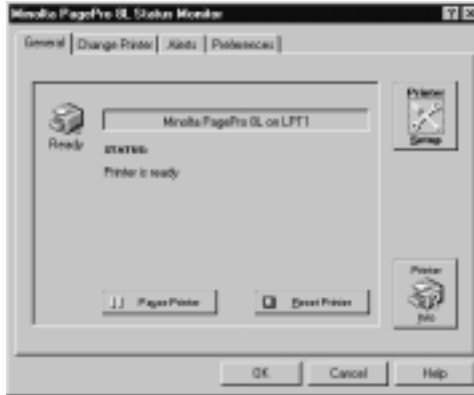 Minolta PagePro 8L Status Monitor
General Change Printer Alerts Preferences
Printer
Setup
Ready
Minolta PagePro 8L on LPT1
STATUS:
Printer is ready
Pause Printer
Reset Printer
Printer
Info
OK
Cancel
Help